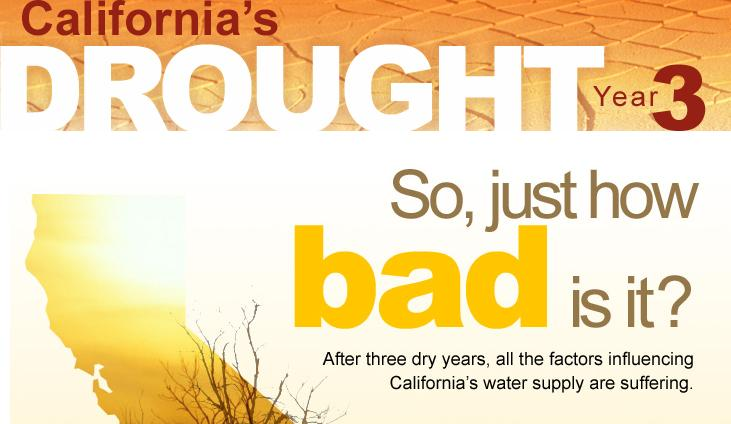 California’s
DROUGHT
Year 3
So, just how
bad is it?
After three dry years, all the factors influencing
California’s water supply are suffering.